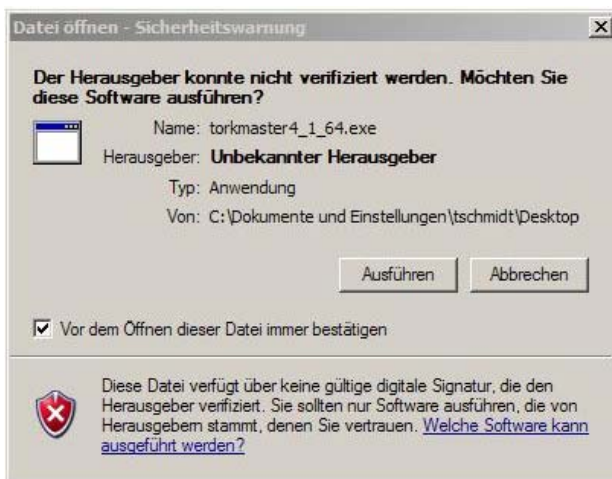 Datei öffnen - Sicherheitswarnung
Der Herausgeber konnte nicht verifiziert werden. Möchten Sie
diese Software ausführen?
Name: torkmaster4_1_64.exe
Herausgeber: Unbekannter Herausgeber
Typ: Anwendung
Von: C:\Dokumente und Einstellungen\tschmidt\Desktop
Ausführen Abbrechen
Vor dem Öffnen dieser Datei immer bestätigen
Diese Datei verfügt über keine gültige digitale Signatur, die den
Herausgeber verifiziert. Sie sollten nur Software ausführen, die von
Herausgebern stammt, denen Sie vertrauen. Welche Software kann
ausgeführt werden?